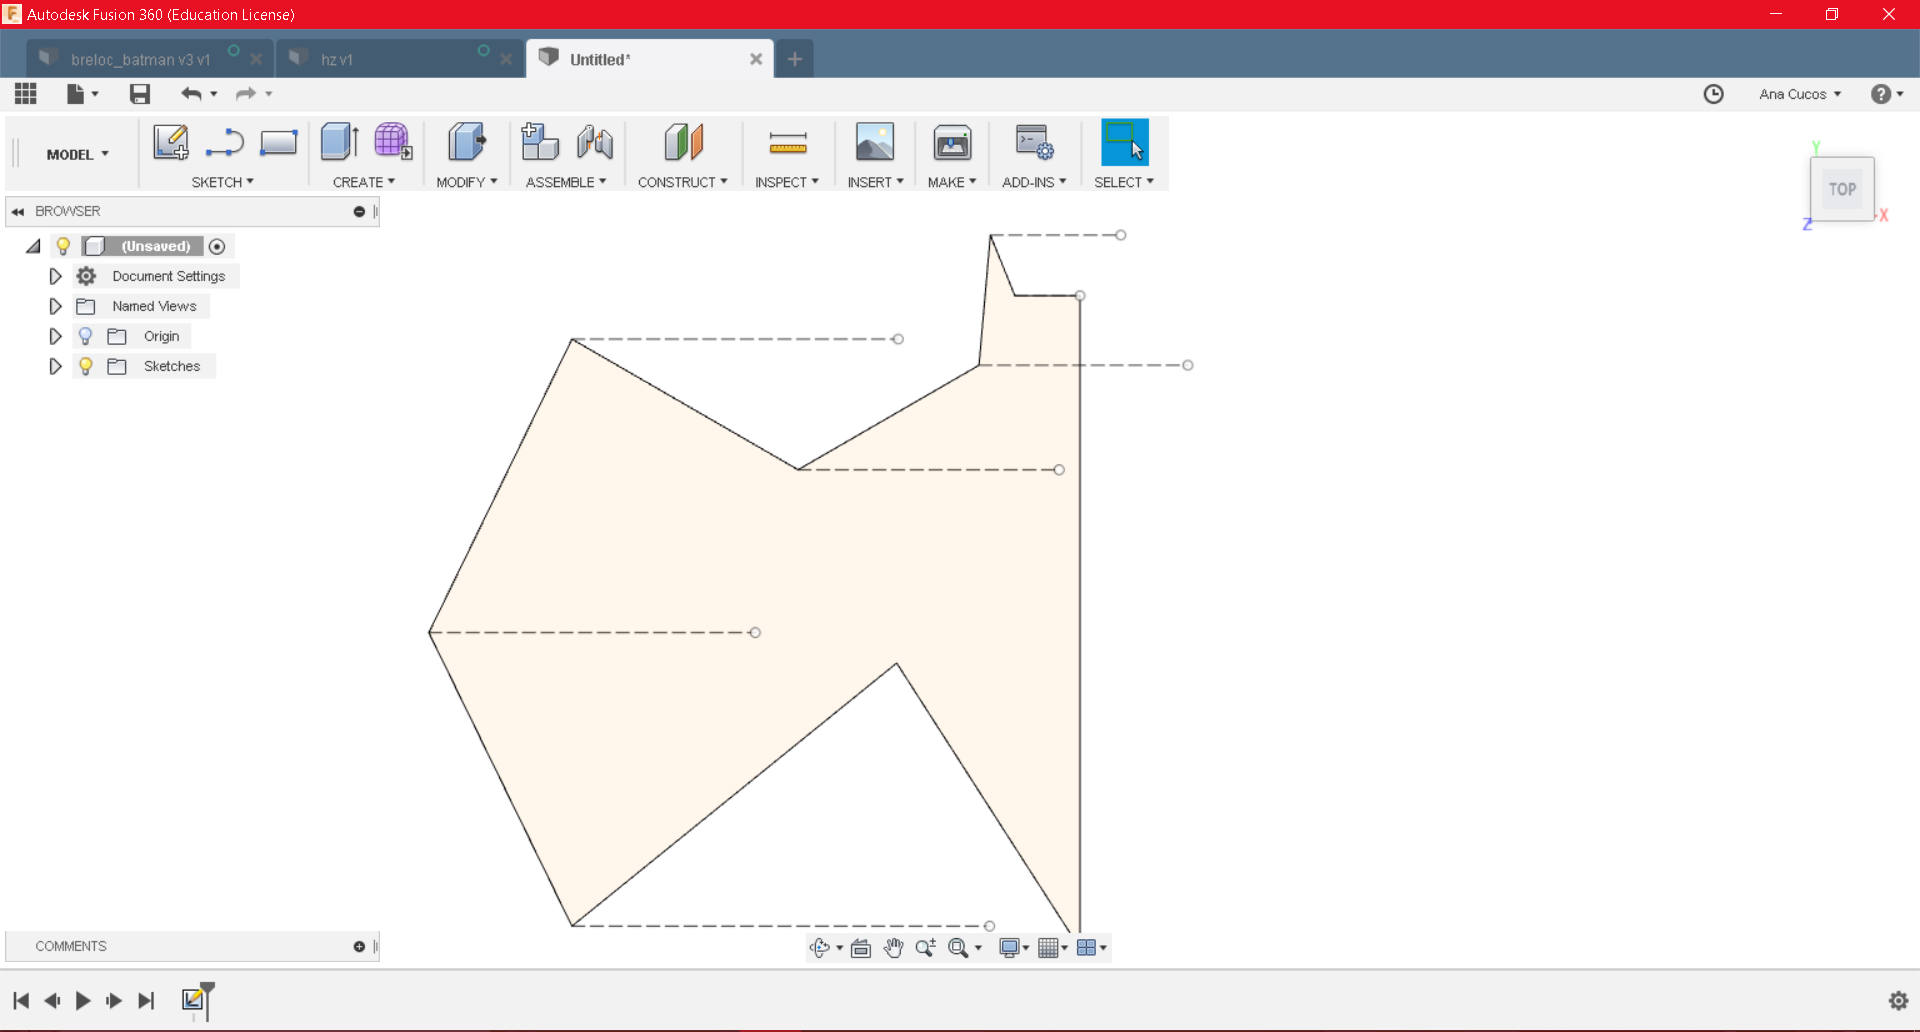 Autodesk Fusion 360 (Education License)
breloc_batman v3 v1
hz v1
Untitled*
Ana Cucos
MODEL
SKETCH
CREATE
MODIFY
ASSEMBLE
CONSTRUCT
INSPECT
INSERT
MAKE
ADD-INS
SELECT
Y
TOP
X
Z
BROWSER
(Unsaved)
Document Settings
Named Views
Origin
Sketches
COMMENTS